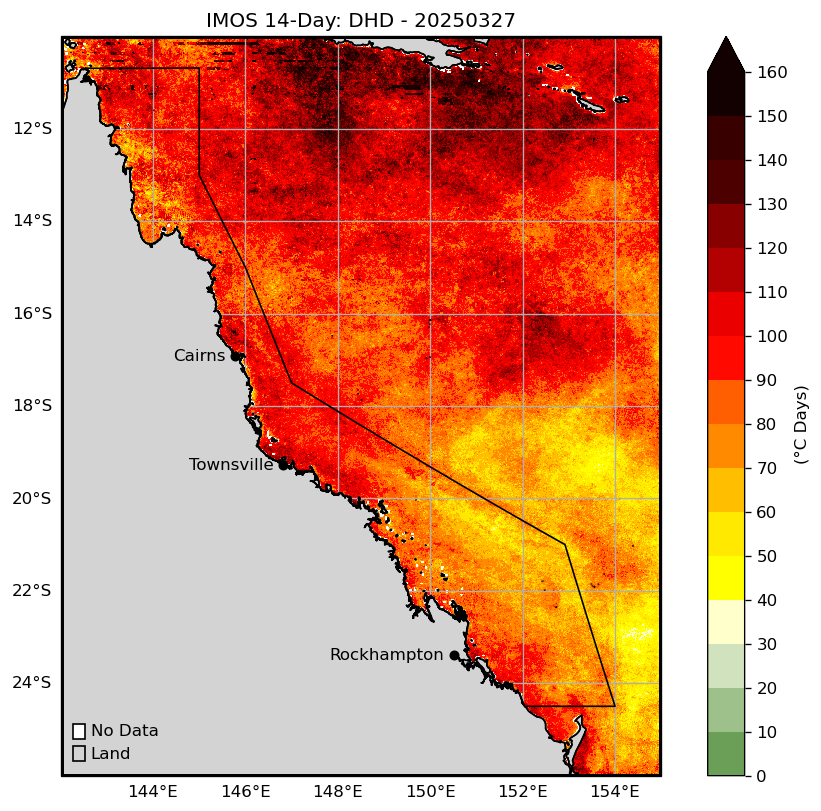 IMOS 14-Day: DHD - 20250327
12°S
14°S
16°S
18°S
20°S
22°S
24°S
Cairns
Townsville
Rockhampton
No Data
Land
144°E 146°E 148°E 150°E 152°E 154°E
160
150
140
130
120
110
100
90
80
70
60
50
40
30
20
10
0
(°C Days)